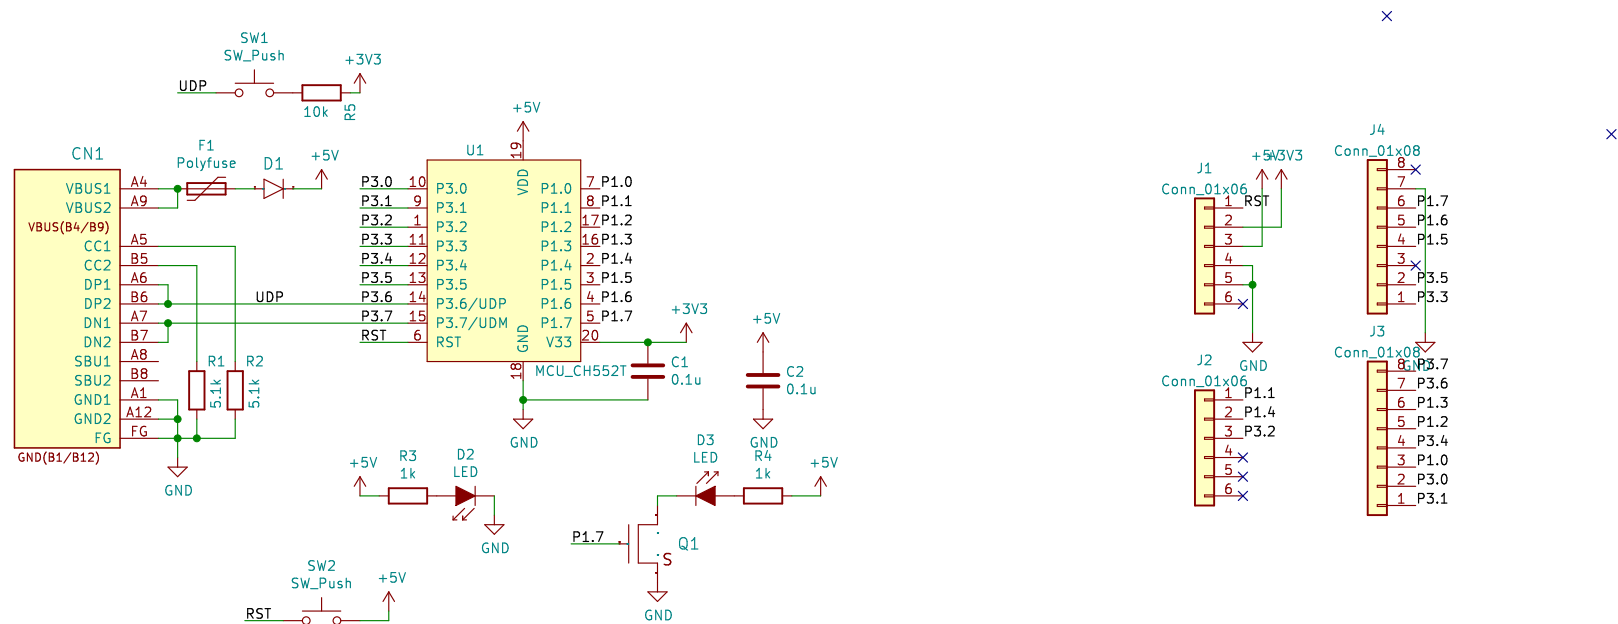 SW1
SW_Push
UDP
10k
R5
+3V3
CN1
VBUS1
VBUS2
VBUS(B4/B9)
CC1
CC2
DP1
DP2
DN1
DN2
SBU1
SBU2
GND1
GND2
FG
GND(B1/B12)
A4
A9
A5
B5
A6
B6
A7
B7
A8
B8
A1
A12
FG
F1
Polyfuse
D1
+5V
UDP
R1
5.1k
R2
5.1k
GND
+5V
U1
19
VDD
P3.0 10 P3.0
P3.1 9 P3.1
P3.2 1 P3.2
P3.3 11 P3.3
P3.4 12 P3.4
P3.5 13 P3.5
P3.6 14 P3.6/UDP
P3.7 15 P3.7/UDM
RST 6 RST
P1.0 7 P1.0
P1.1 8 P1.1
P1.2 17 P1.2
P1.3 16 P1.3
P1.4 2 P1.4
P1.5 3 P1.5
P1.6 4 P1.6
P1.7 5 P1.7
V33 20
GND
18
MCU_CH552T
GND
+3V3
C1
0.1u
+5V
C2
0.1u
GND
+5V
R3
1k
D2
LED
GND
D3
LED
R4
1k
+5V
P1.7
Q1
S
GND
SW2
SW_Push
RST
+5V
J1
Conn_01x06
+5V
+3V3
1 RST
2
3
4
5
6
GND
J2
Conn_01x06
1 P1.1
2 P1.4
3 P3.2
4
5
6
J4
Conn_01x08
8
7
6 P1.7
5 P1.6
4 P1.5
3
2 P3.5
1 P3.3
GND
J3
Conn_01x08
8 P3.7
7 P3.6
6 P1.3
5 P1.2
4 P3.4
3 P1.0
2 P3.0
1 P3.1